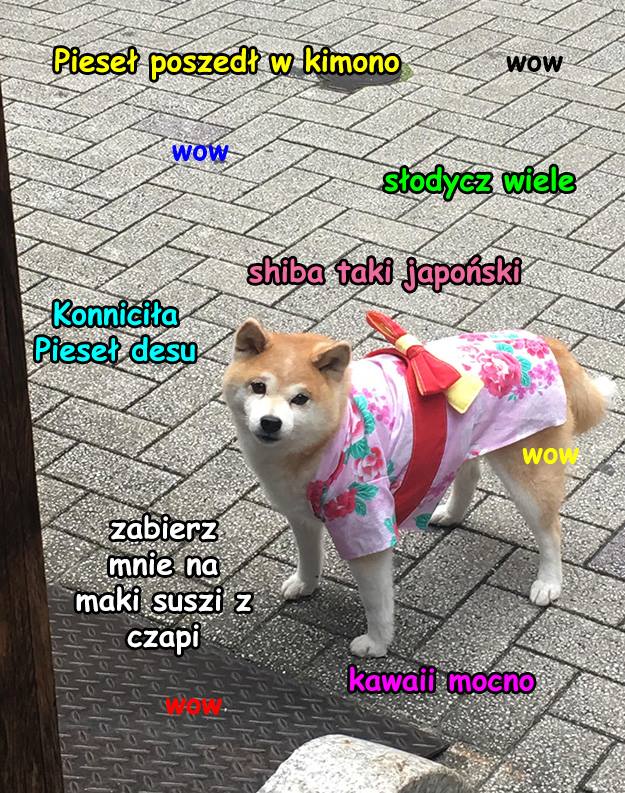 Pieseł poszedł w kimono
wow
wow
słodycz wiele
shiba taki japoński
Konniciła
Pieseł desu
wow
zabierz
mnie na
maki suszi z
czapi
kawaii mocno
wow